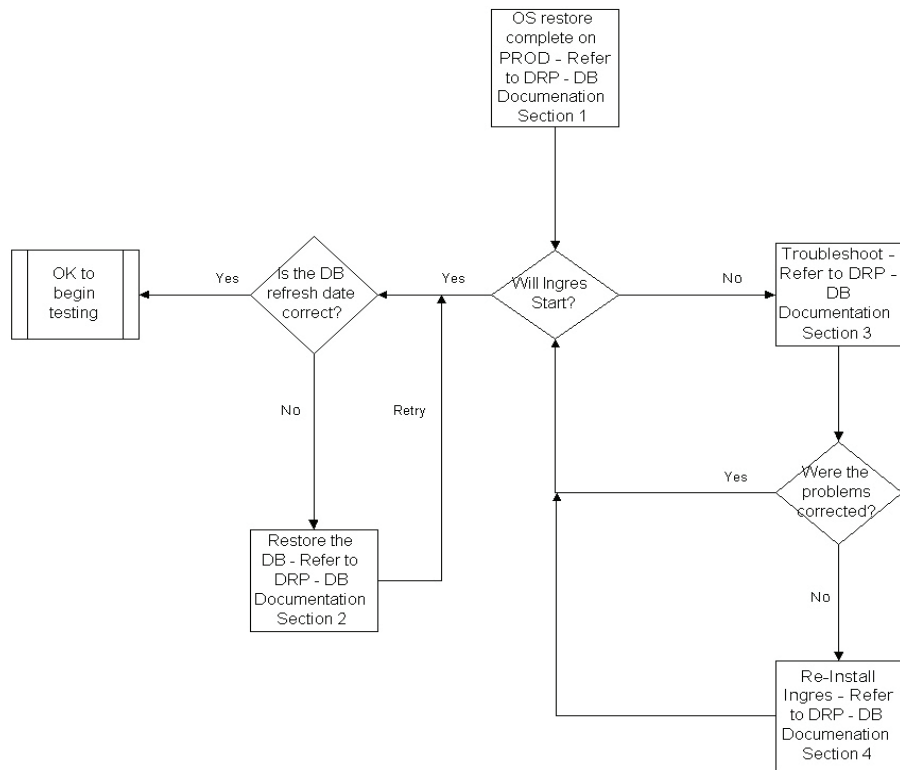 OS restore
complete on
PROD - Refer
to DRP - DB
Documenation
Section 1
Will Ingres
Start?
Yes
No
Is the DB
refresh date
correct?
Yes
OK to
begin
testing
No
Restore the
DB - Refer to
DRP - DB
Documentation
Section 2
Retry
Troubleshoot -
Refer to DRP -
DB
Documentation
Section 3
Were the
problems
corrected?
Yes
No
Re-Install
Ingres - Refer
to DRP - DB
Documenation
Section 4